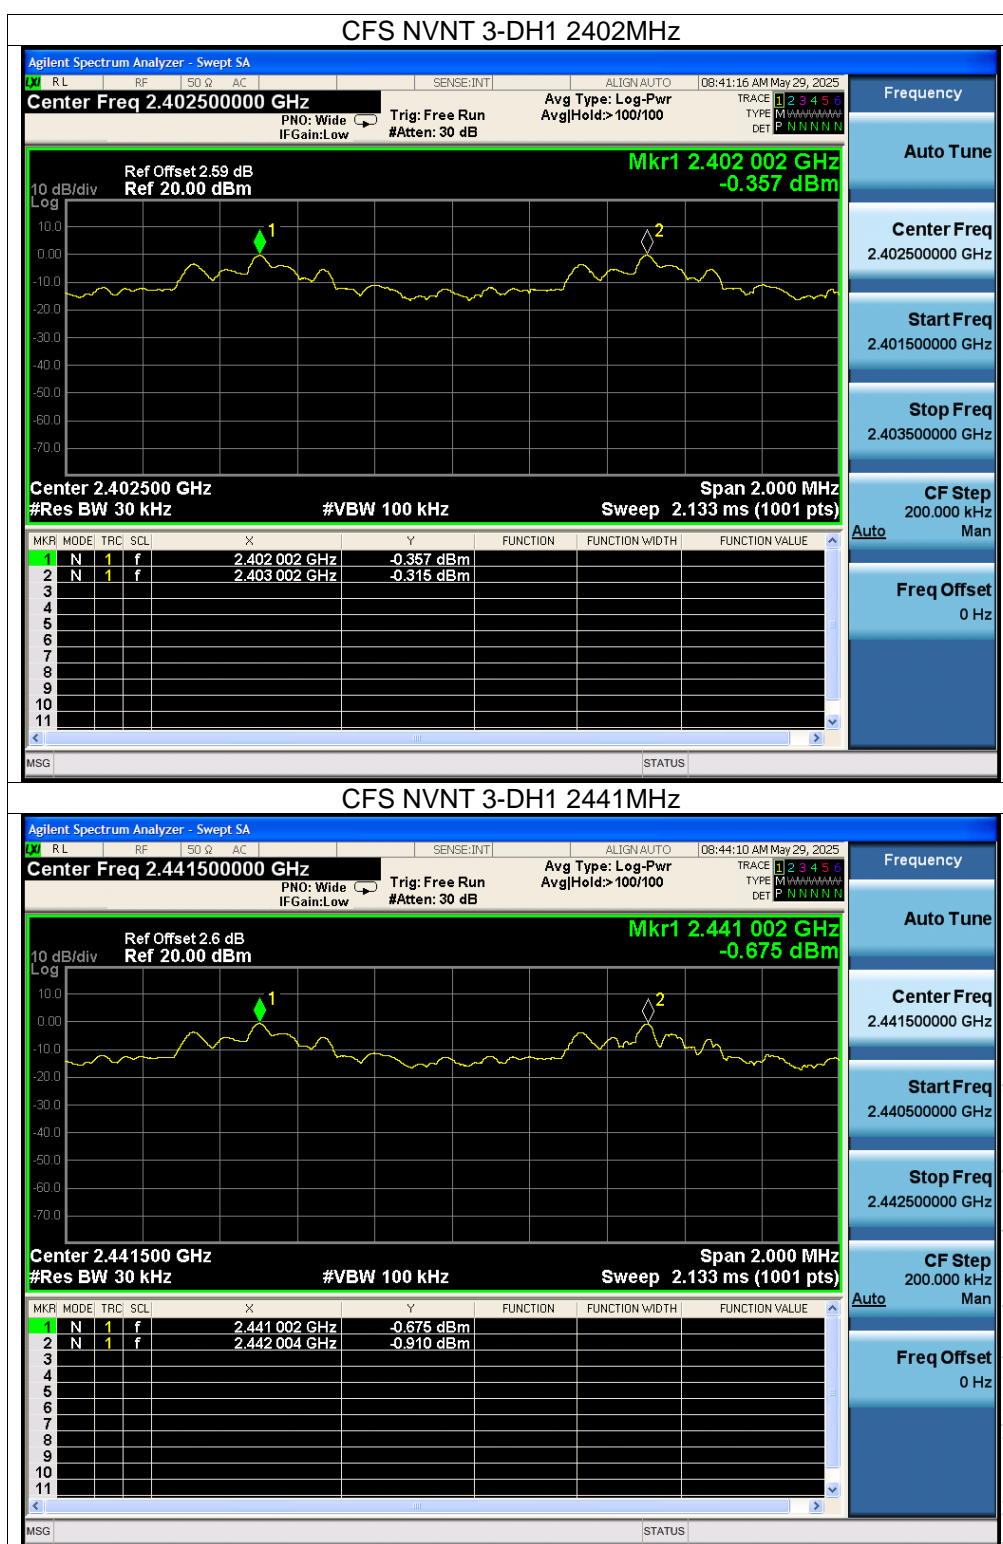 CFS NVNT 3-DH1 2402MHz
Agilent Spectrum Analyzer - Swept SA
LXI RL RF 50 Ω AC SENSE:INT ALIGN AUTO 08:41:16 AM May 29, 2025
Center Freq 2.402500000 GHz
PNO: Wide
IFGain:Low
Trig: Free Run
#Atten: 30 dB
Avg Type: Log-Pwr
Avg|Hold:>100/100
TRACE 1 2 3 4 5 6
TYPE M W W W W W
DET P N N N N N
Frequency
Auto Tune
Center Freq
2.402500000 GHz
Start Freq
2.401500000 GHz
Stop Freq
2.403500000 GHz
CF Step
200.000 kHz
Auto Man
Freq Offset
0 Hz
Mkr1 2.402 002 GHz
-0.357 dBm
Ref Offset 2.59 dB
10 dB/div Ref 20.00 dBm
Log
10.0
0.00
-10.0
-20.0
-30.0
-40.0
-50.0
-60.0
-70.0
1
2
Center 2.402500 GHz Span 2.000 MHz
#Res BW 30 kHz #VBW 100 kHz Sweep 2.133 ms (1001 pts)
MKR MODE TRC SCL X Y FUNCTION FUNCTION WIDTH FUNCTION VALUE
1 N 1 f 2.402 002 GHz -0.357 dBm
2 N 1 f 2.403 002 GHz -0.315 dBm
3
4
5
6
7
8
9
10
11
MSG STATUS
CFS NVNT 3-DH1 2441MHz
Agilent Spectrum Analyzer - Swept SA
LXI RL RF 50 Ω AC SENSE:INT ALIGN AUTO 08:44:10 AM May 29, 2025
Center Freq 2.441500000 GHz
PNO: Wide
IFGain:Low
Trig: Free Run
#Atten: 30 dB
Avg Type: Log-Pwr
Avg|Hold:>100/100
TRACE 1 2 3 4 5 6
TYPE M W W W W W
DET P N N N N N
Frequency
Auto Tune
Center Freq
2.441500000 GHz
Start Freq
2.440500000 GHz
Stop Freq
2.442500000 GHz
CF Step
200.000 kHz
Auto Man
Freq Offset
0 Hz
Mkr1 2.441 002 GHz
-0.675 dBm
Ref Offset 2.6 dB
10 dB/div Ref 20.00 dBm
Log
10.0
0.00
-10.0
-20.0
-30.0
-40.0
-50.0
-60.0
-70.0
1
2
Center 2.441500 GHz Span 2.000 MHz
#Res BW 30 kHz #VBW 100 kHz Sweep 2.133 ms (1001 pts)
MKR MODE TRC SCL X Y FUNCTION FUNCTION WIDTH FUNCTION VALUE
1 N 1 f 2.441 002 GHz -0.675 dBm
2 N 1 f 2.442 004 GHz -0.910 dBm
3
4
5
6
7
8
9
10
11
MSG STATUS